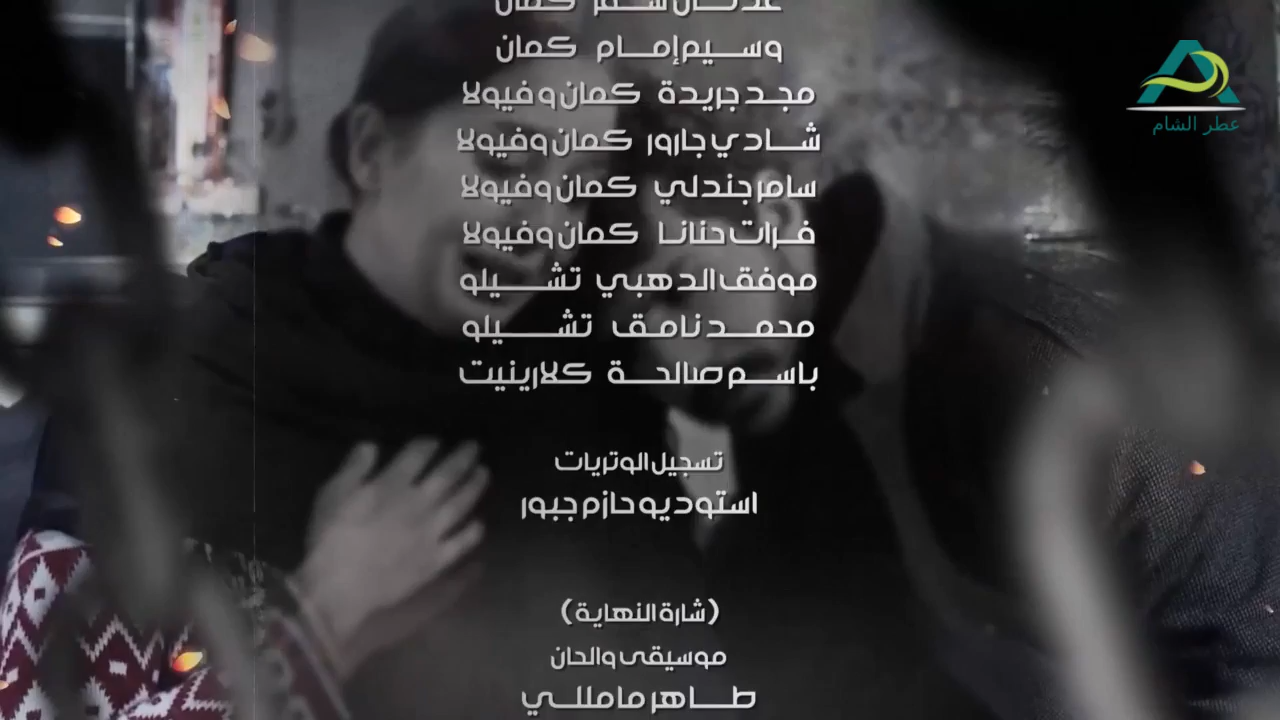 وسيم إمام كمان
مجد جريدة كمان وفيولا
شادي جارور كمان وفيولا
سامر جندلي كمان وفيولا
فرات حنانا كمان وفيولا
موفق الدهبي تشيلو
محمد نامق تشيلو
باسم صالحة كلارينيت
تسجيل الوتريات
استوديو حازم جبور
(شارة النهاية)
موسيقى والحان
طاهر مامللي
عطر الشام